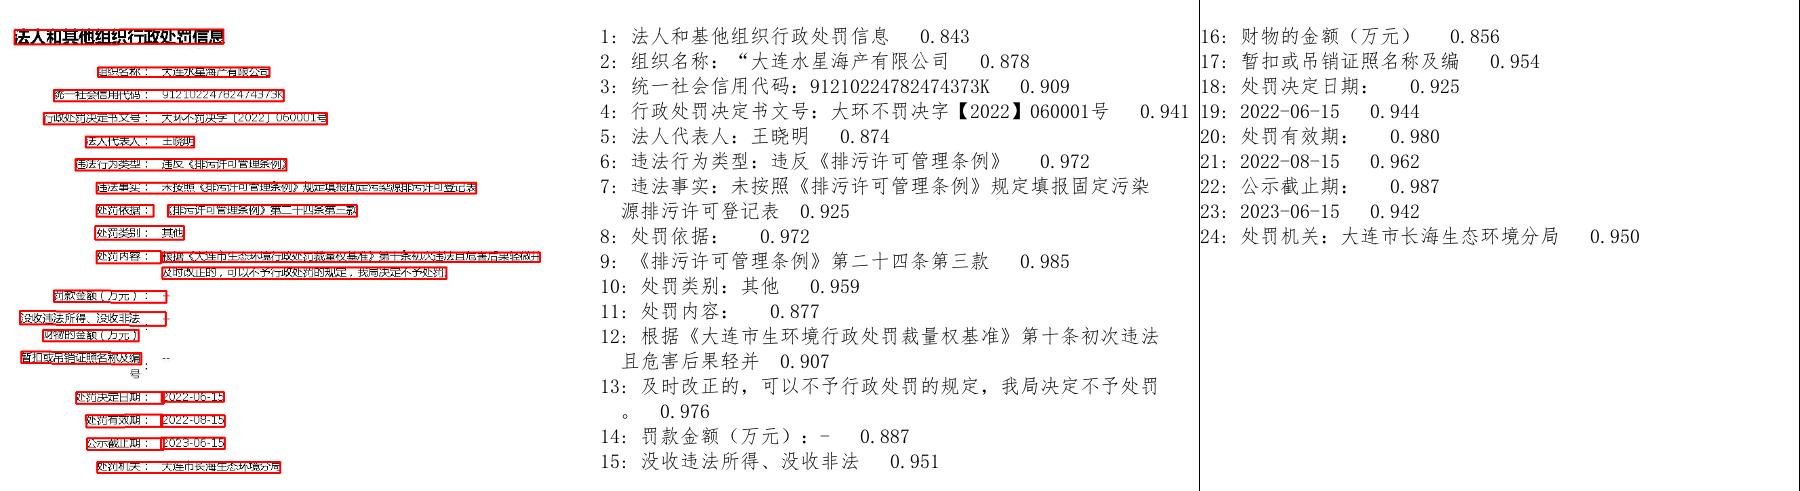 法人和其他组织行政处罚信息
组织名称： 大连水星海产有限公司
统一社会信用代码： 91210224782474373K
行政处罚决定书文号： 大环不罚决字〔2022〕060001号
法人代表人： 王晓明
违法行为类型： 违反《排污许可管理条例》
违法事实： 未按照《排污许可管理条例》规定填报固定污染源排污许可登记表
处罚依据： 《排污许可管理条例》第二十四条第三款
处罚类别： 其他
处罚内容： 根据《大连市生态环境行政处罚裁量权基准》第十条初次违法且危害后果轻微并
及时改正的，可以不予行政处罚的规定，我局决定不予处罚。
罚款金额（万元）： --
没收违法所得、没收非法 --
财物的金额（万元） ：
暂扣或吊销证照名称及编 --
号 ：
处罚决定日期： 2022-06-15
处罚有效期： 2022-08-15
公示截止期： 2023-06-15
处罚机关： 大连市长海生态环境分局
1: 法人和基他组织行政处罚信息 0.843
2: 组织名称: “大连水星海产有限公司 0.878
3: 统一社会信用代码: 91210224782474373K 0.909
4: 行政处罚决定书文号: 大环不罚决字【2022】060001号 0.941
5: 法人代表人: 王晓明 0.874
6: 违法行为类型: 违反《排污许可管理条例》 0.972
7: 违法事实: 未按照《排污许可管理条例》规定填报固定污染
源排污许可登记表 0.925
8: 处罚依据: 0.972
9: 《排污许可管理条例》第二十四条第三款 0.985
10: 处罚类别: 其他 0.959
11: 处罚内容: 0.877
12: 根据《大连市生环境行政处罚裁量权基准》第十条初次违法
且危害后果轻并 0.907
13: 及时改正的，可以不予行政处罚的规定，我局决定不予处罚
。 0.976
14: 罚款金额（万元）: - 0.887
15: 没收违法所得、没收非法 0.951
16: 财物的金额（万元） 0.856
17: 暂扣或吊销证照名称及编 0.954
18: 处罚决定日期: 0.925
19: 2022-06-15 0.944
20: 处罚有效期: 0.980
21: 2022-08-15 0.962
22: 公示截止期: 0.987
23: 2023-06-15 0.942
24: 处罚机关: 大连市长海生态环境分局 0.950